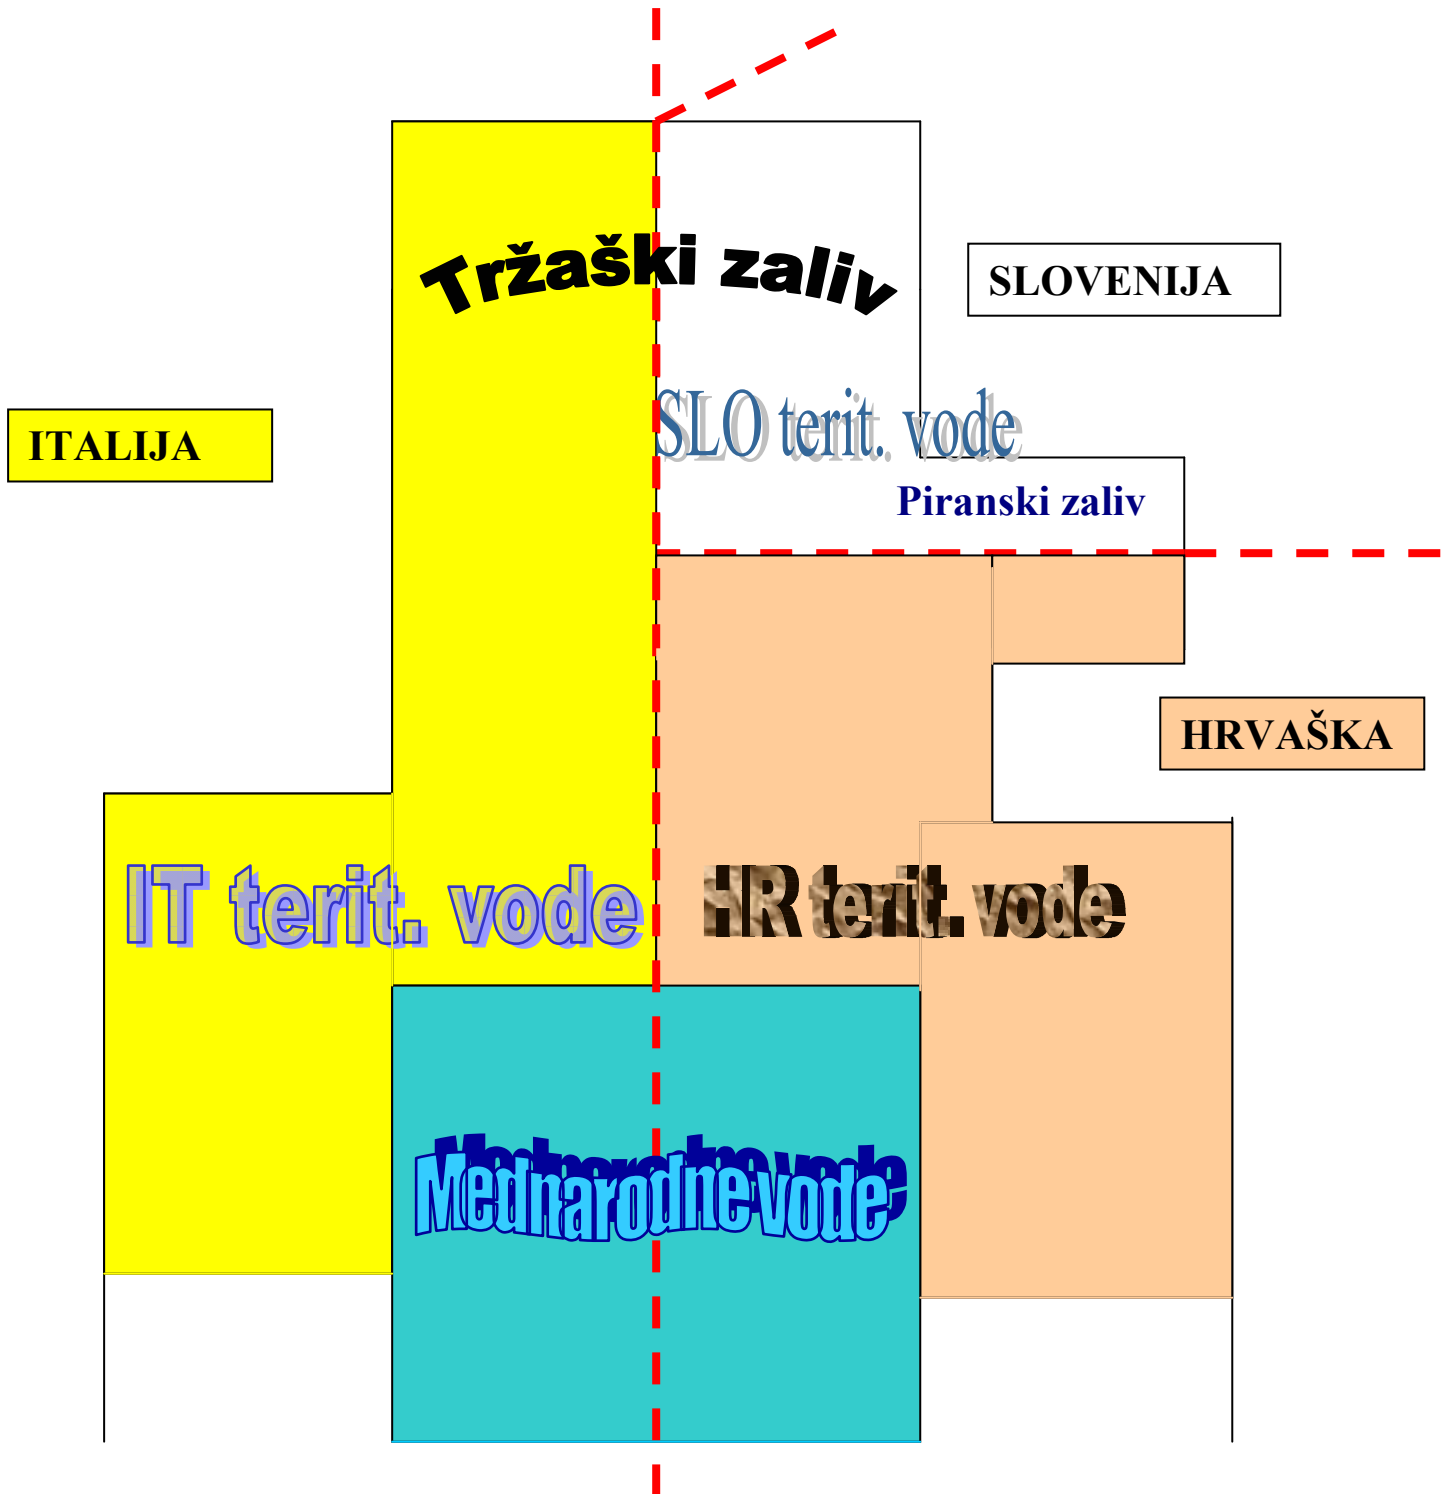 Tržaški zaliv
SLOVENIJA
SLO terit. vode
ITALIJA
Piranski zaliv
HRVAŠKA
IT terit. vode
HR terit. vode
Mednarodne vode